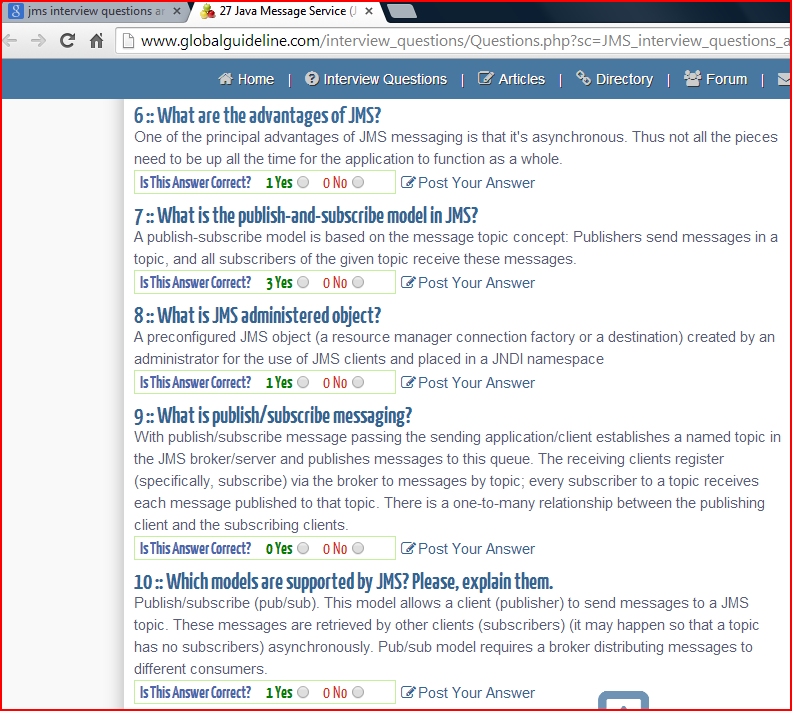 jms interview questions ar
27 Java Message Service (J
www.globalguideline.com/interview_questions/Questions.php?sc=JMS_interview_questions_a
Home | Interview Questions | Articles | Directory | Forum |
6 :: What are the advantages of JMS?
One of the principal advantages of JMS messaging is that it's asynchronous. Thus not all the pieces
need to be up all the time for the application to function as a whole.
Is This Answer Correct? 1 Yes 0 No Post Your Answer
7 :: What is the publish-and-subscribe model in JMS?
A publish-subscribe model is based on the message topic concept: Publishers send messages in a
topic, and all subscribers of the given topic receive these messages.
Is This Answer Correct? 3 Yes 0 No Post Your Answer
8 :: What is JMS administered object?
A preconfigured JMS object (a resource manager connection factory or a destination) created by an
administrator for the use of JMS clients and placed in a JNDI namespace
Is This Answer Correct? 1 Yes 0 No Post Your Answer
9 :: What is publish/subscribe messaging?
With publish/subscribe message passing the sending application/client establishes a named topic in
the JMS broker/server and publishes messages to this queue. The receiving clients register
(specifically, subscribe) via the broker to messages by topic; every subscriber to a topic receives
each message published to that topic. There is a one-to-many relationship between the publishing
client and the subscribing clients.
Is This Answer Correct? 0 Yes 0 No Post Your Answer
10 :: Which models are supported by JMS? Please, explain them.
Publish/subscribe (pub/sub). This model allows a client (publisher) to send messages to a JMS
topic. These messages are retrieved by other clients (subscribers) (it may happen so that a topic
has no subscribers) asynchronously. Pub/sub model requires a broker distributing messages to
different consumers.
Is This Answer Correct? 1 Yes 0 No Post Your Answer